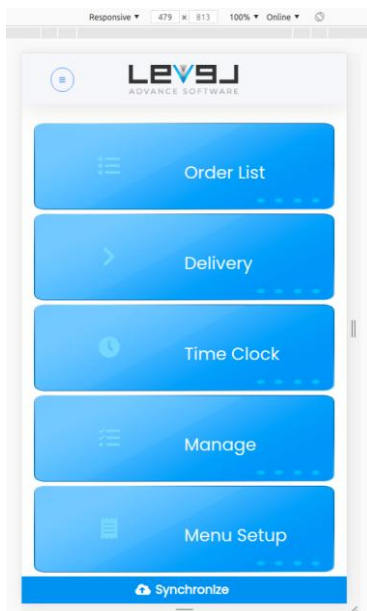 Responsive ▼ 479 × 813 100% ▼ Online ▼
LEVEL
ADVANCE SOFTWARE
Order List
Delivery
Time Clock
Manage
Menu Setup
Synchronize